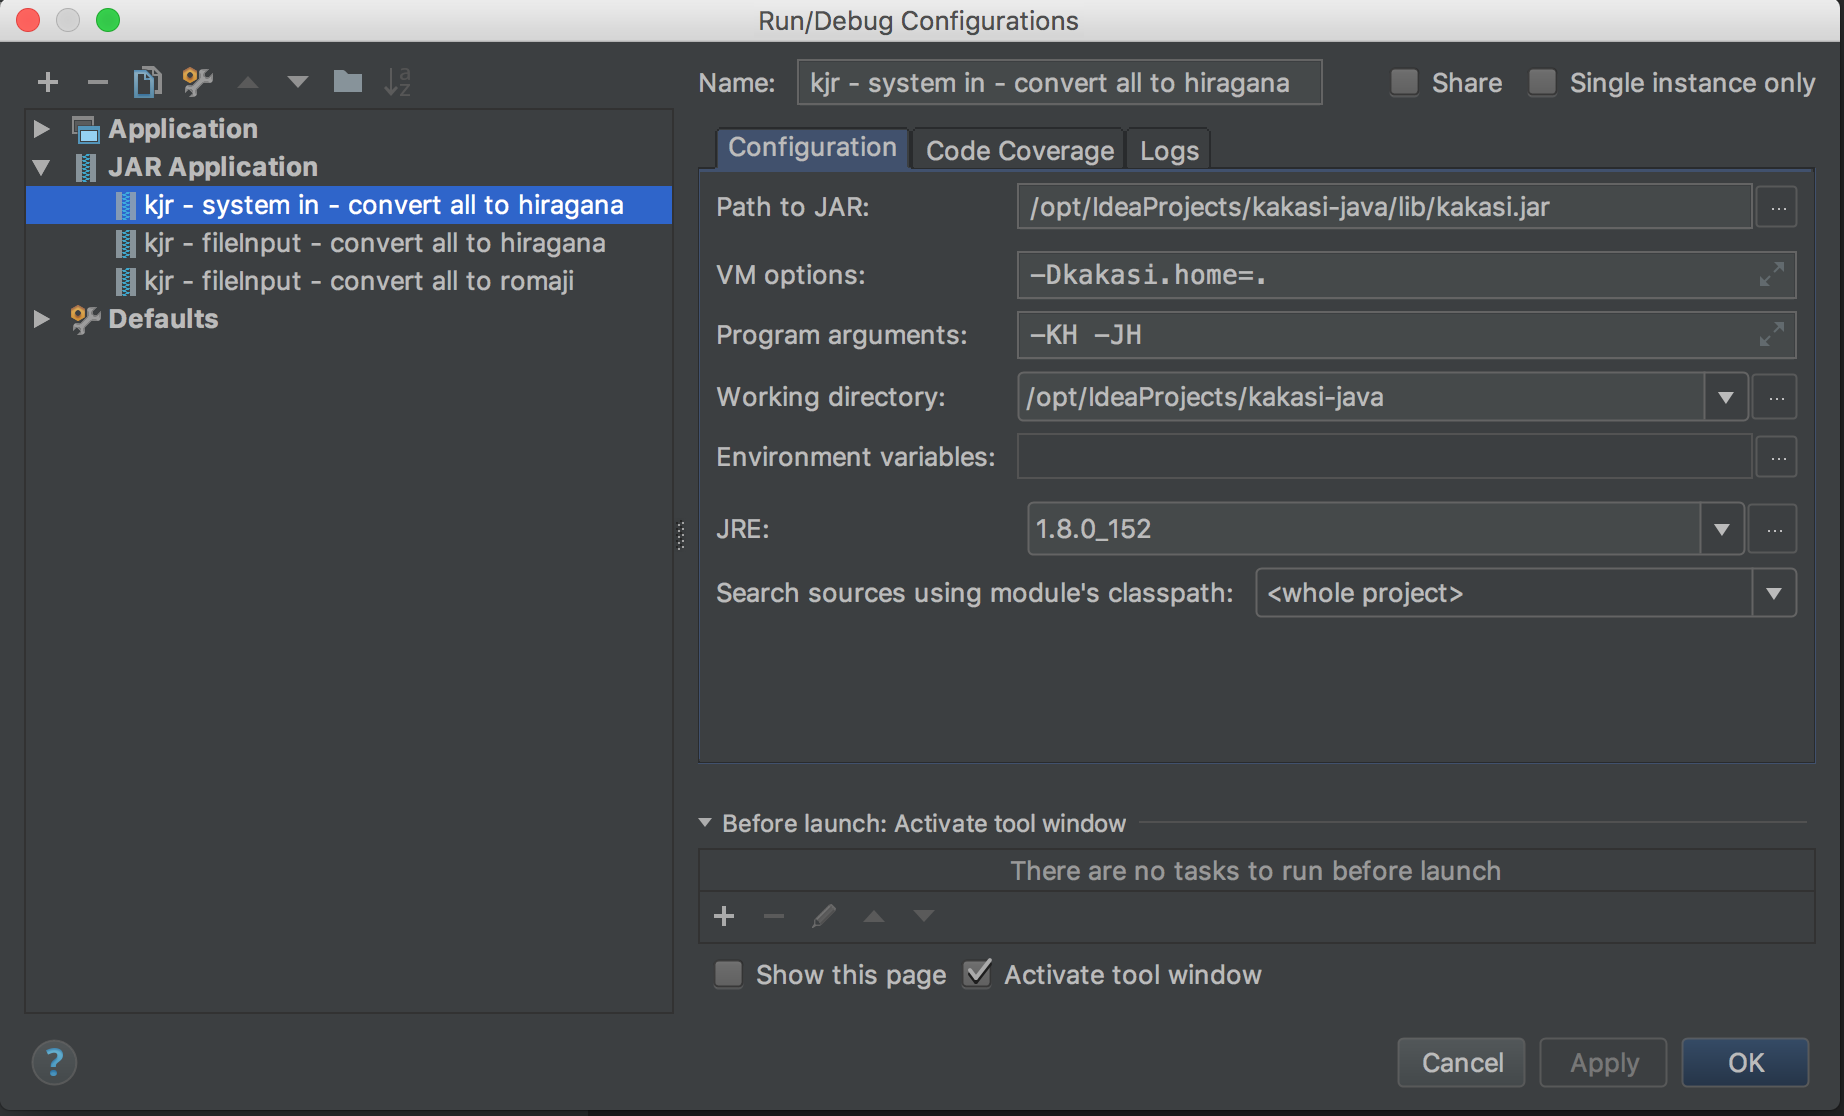 Run/Debug Configurations
Name: kjr - system in - convert all to hiragana Share Single instance only
Application
JAR Application
kjr - system in - convert all to hiragana
kjr - fileInput - convert all to hiragana
kjr - fileInput - convert all to romaji
Defaults
Configuration Code Coverage Logs
Path to JAR: /opt/IdeaProjects/kakasi-java/lib/kakasi.jar ...
VM options: -Dkakasi.home=.
Program arguments: -KH -JH
Working directory: /opt/IdeaProjects/kakasi-java ...
Environment variables: ...
JRE: 1.8.0_152 ...
Search sources using module's classpath: <whole project>
Before launch: Activate tool window
There are no tasks to run before launch
Show this page Activate tool window
? Cancel Apply OK